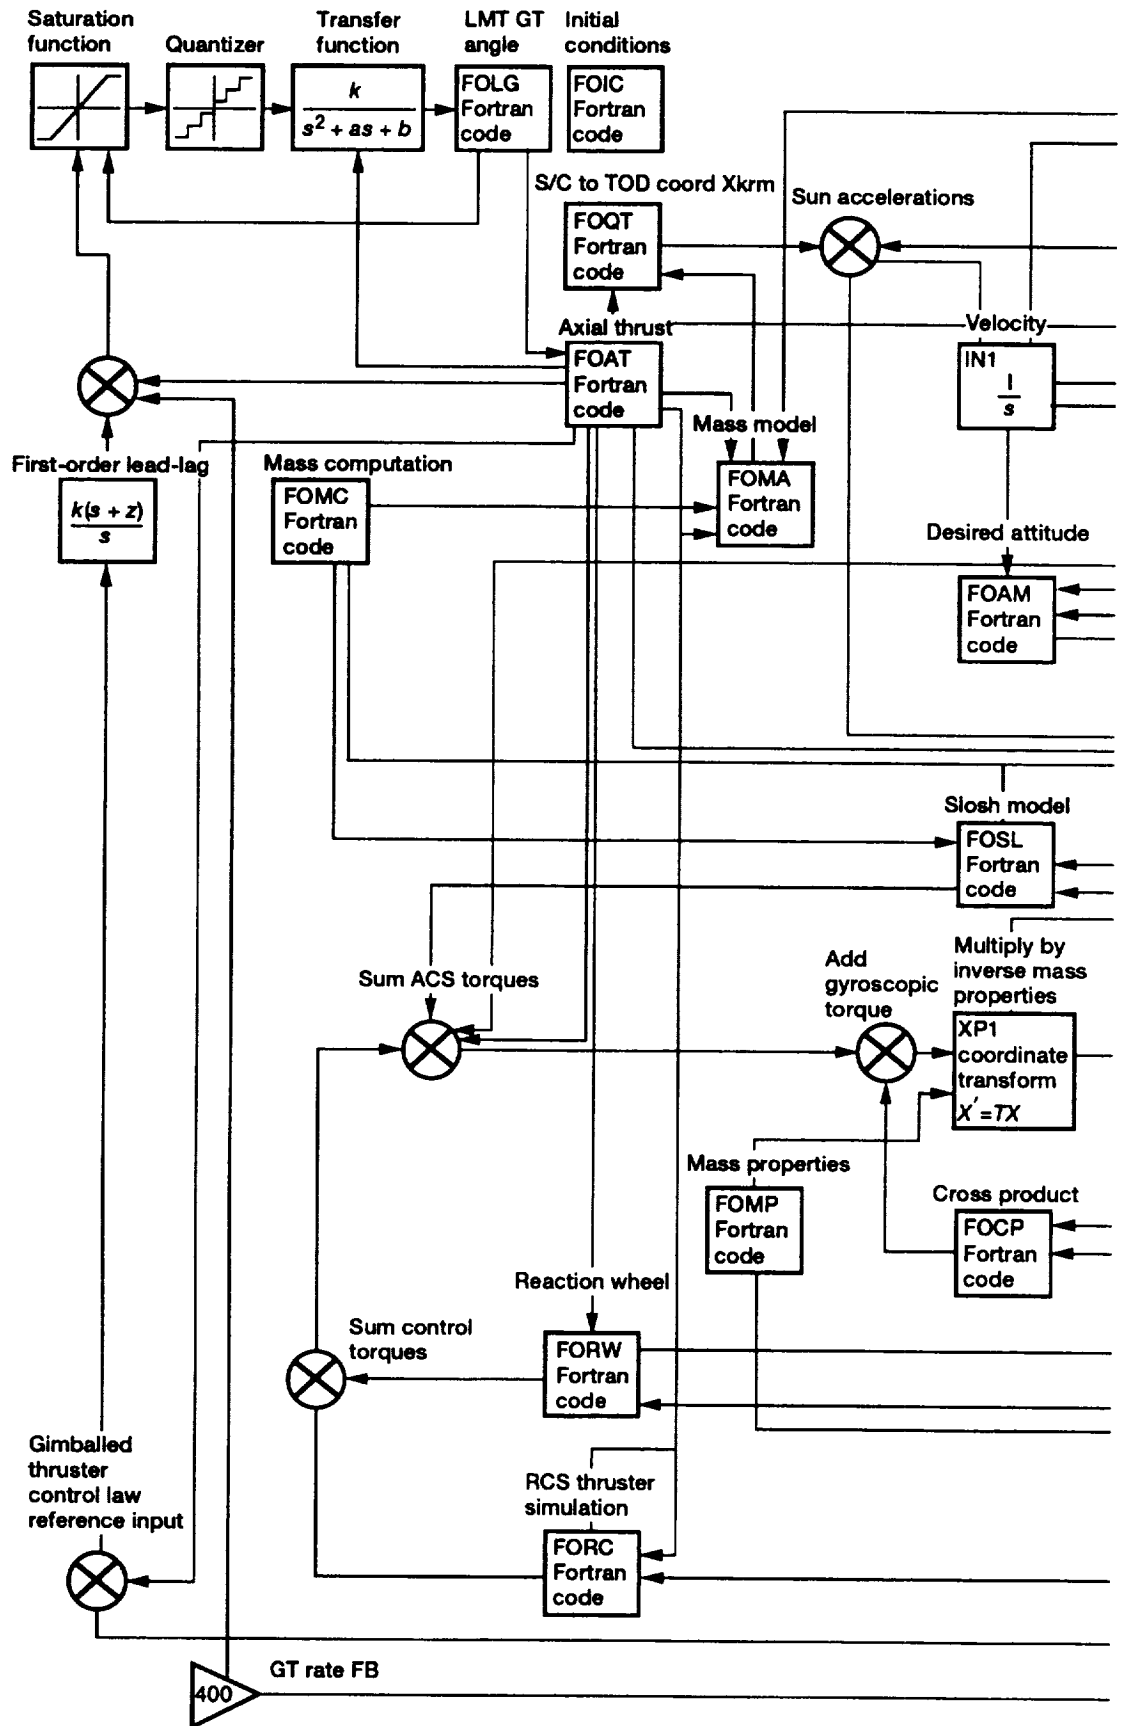 Saturation
function
Quantizer
Transfer
function
LMT GT
angle
Initial
conditions
k
s² + as + b
FOLG
Fortran
code
FOIC
Fortran
code
S/C to TOD coord Xkrm
FOQT
Fortran
code
Sun accelerations
Axial thrust
FOAT
Fortran
code
Velocity
IN1
1
s
Mass model
FOMA
Fortran
code
First-order lead-lag
k(s + z)
s
Mass computation
FOMC
Fortran
code
Desired attitude
FOAM
Fortran
code
Slosh model
FOSL
Fortran
code
Sum ACS torques
Add
gyroscopic
torque
Multiply by
inverse mass
properties
XP1
coordinate
transform
X′=TX
Mass properties
FOMP
Fortran
code
Cross product
FOCP
Fortran
code
Reaction wheel
FORW
Fortran
code
Sum control
torques
Gimballed
thruster
control law
reference input
RCS thruster
simulation
FORC
Fortran
code
GT rate FB
400